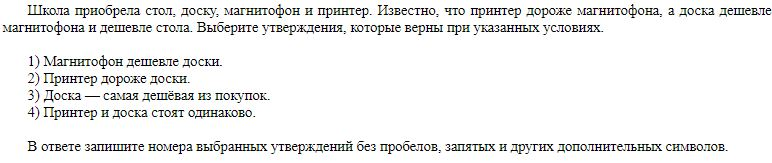 Школа приобрела стол, доску, магнитофон и принтер. Известно, что принтер дороже магнитофона, а доска дешевле
магнитофона и дешевле стола. Выберите утверждения, которые верны при указанных условиях.
1) Магнитофон дешевле доски.
2) Принтер дороже доски.
3) Доска — самая дешёвая из покупок.
4) Принтер и доска стоят одинаково.
В ответе запишите номера выбранных утверждений без пробелов, запятых и других дополнительных символов.